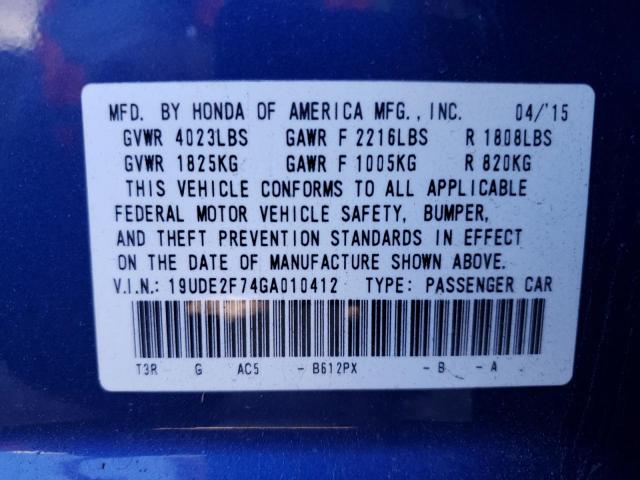 MFD. BY HONDA OF AMERICA MFG., INC. 04/'15
GVWR 4023LBS GAWR F 2216LBS R 1808LBS
GVWR 1825KG GAWR F 1005KG R 820KG
THIS VEHICLE CONFORMS TO ALL APPLICABLE
FEDERAL MOTOR VEHICLE SAFETY, BUMPER,
AND THEFT PREVENTION STANDARDS IN EFFECT
ON THE DATE OF MANUFACTURE SHOWN ABOVE.
V.I.N.: 19UDE2F74GA010412 TYPE: PASSENGER CAR
T3R G AC5 - B612PX - B - A